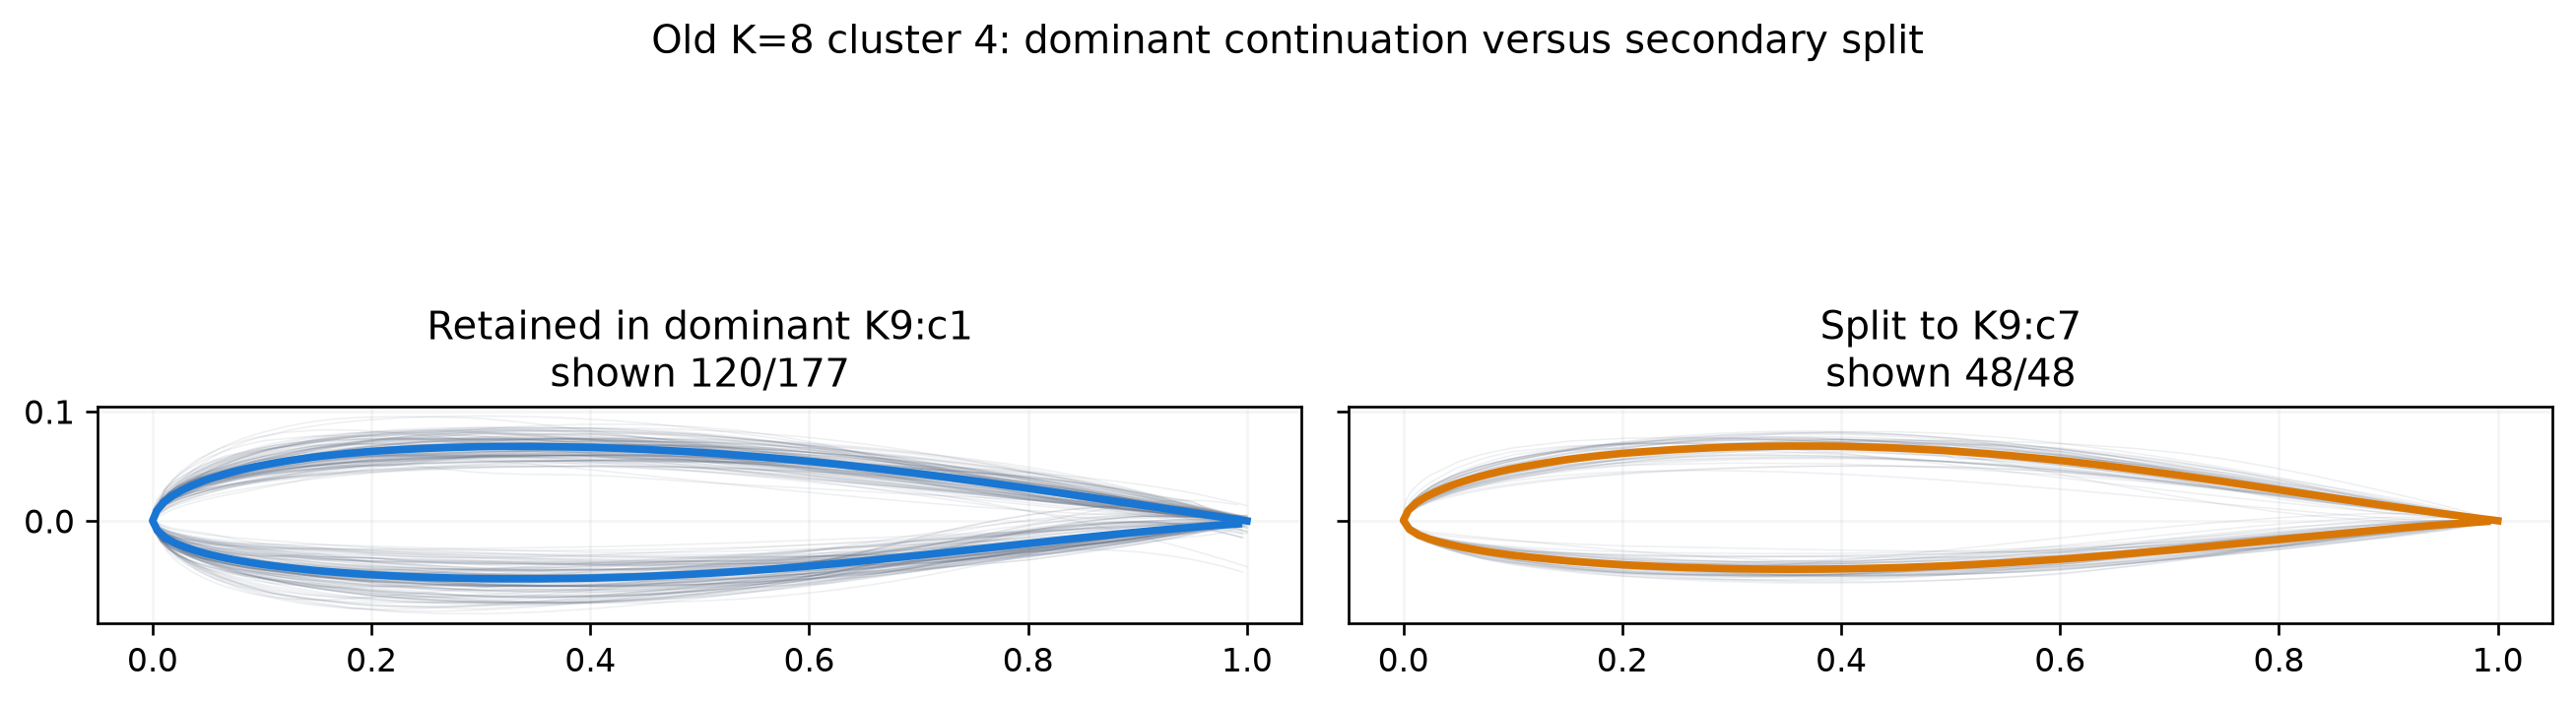 Old K=8 cluster 4: dominant continuation versus secondary split
Retained in dominant K9:c1
shown 120/177
Split to K9:c7
shown 48/48
0.1
0.0
0.0 0.2 0.4 0.6 0.8 1.0
0.0 0.2 0.4 0.6 0.8 1.0